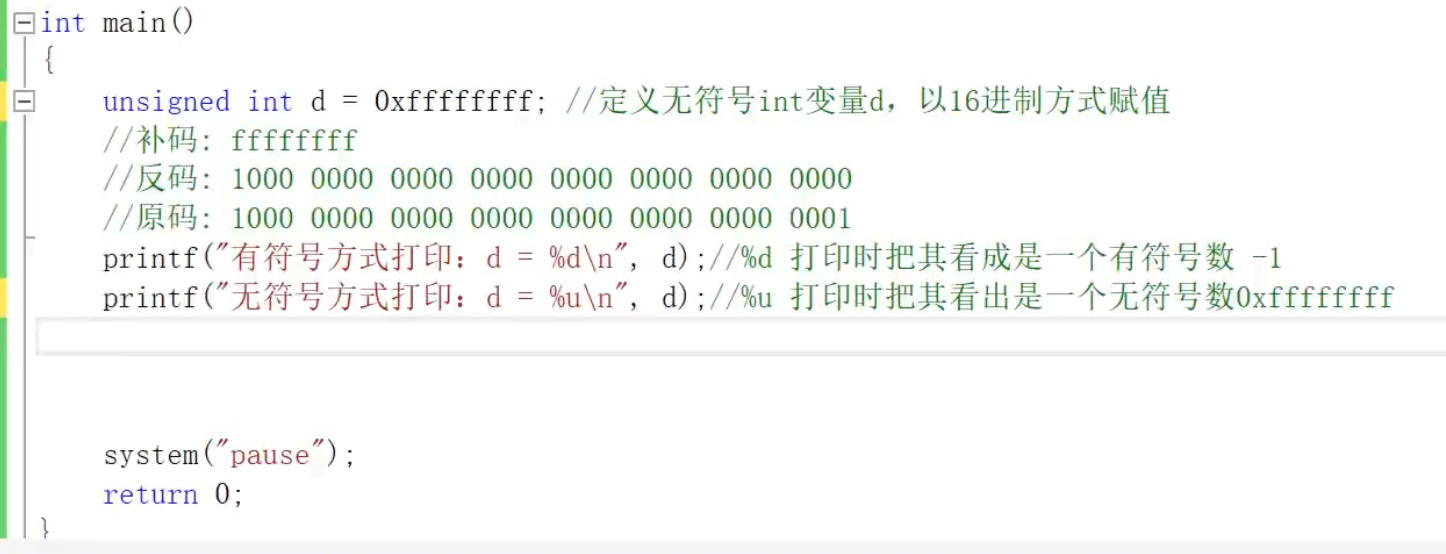 int main()
{
unsigned int d = 0xffffffff; //定义无符号int变量d，以16进制方式赋值
//补码: ffffffff
//反码: 1000 0000 0000 0000 0000 0000 0000 0000
//原码: 1000 0000 0000 0000 0000 0000 0000 0001
printf("有符号方式打印：d = %d\n", d);//%d 打印时把其看成是一个有符号数 -1
printf("无符号方式打印：d = %u\n", d);//%u 打印时把其看出是一个无符号数0xffffffff
system("pause");
return 0;
}